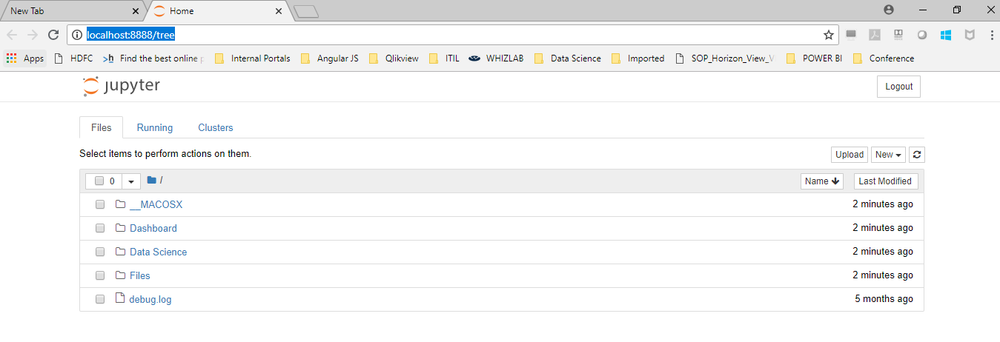 New Tab Home
localhost:8888/tree
Apps HDFC >h Find the best online Internal Portals Angular JS Qlikview ITIL WHIZLAB Data Science Imported SOP_Horizon_View_V POWER BI Conference
jupyter Logout
Files Running Clusters
Select items to perform actions on them. Upload New
0 / Name Last Modified
__MACOSX 2 minutes ago
Dashboard 2 minutes ago
Data Science 2 minutes ago
Files 2 minutes ago
debug.log 5 months ago